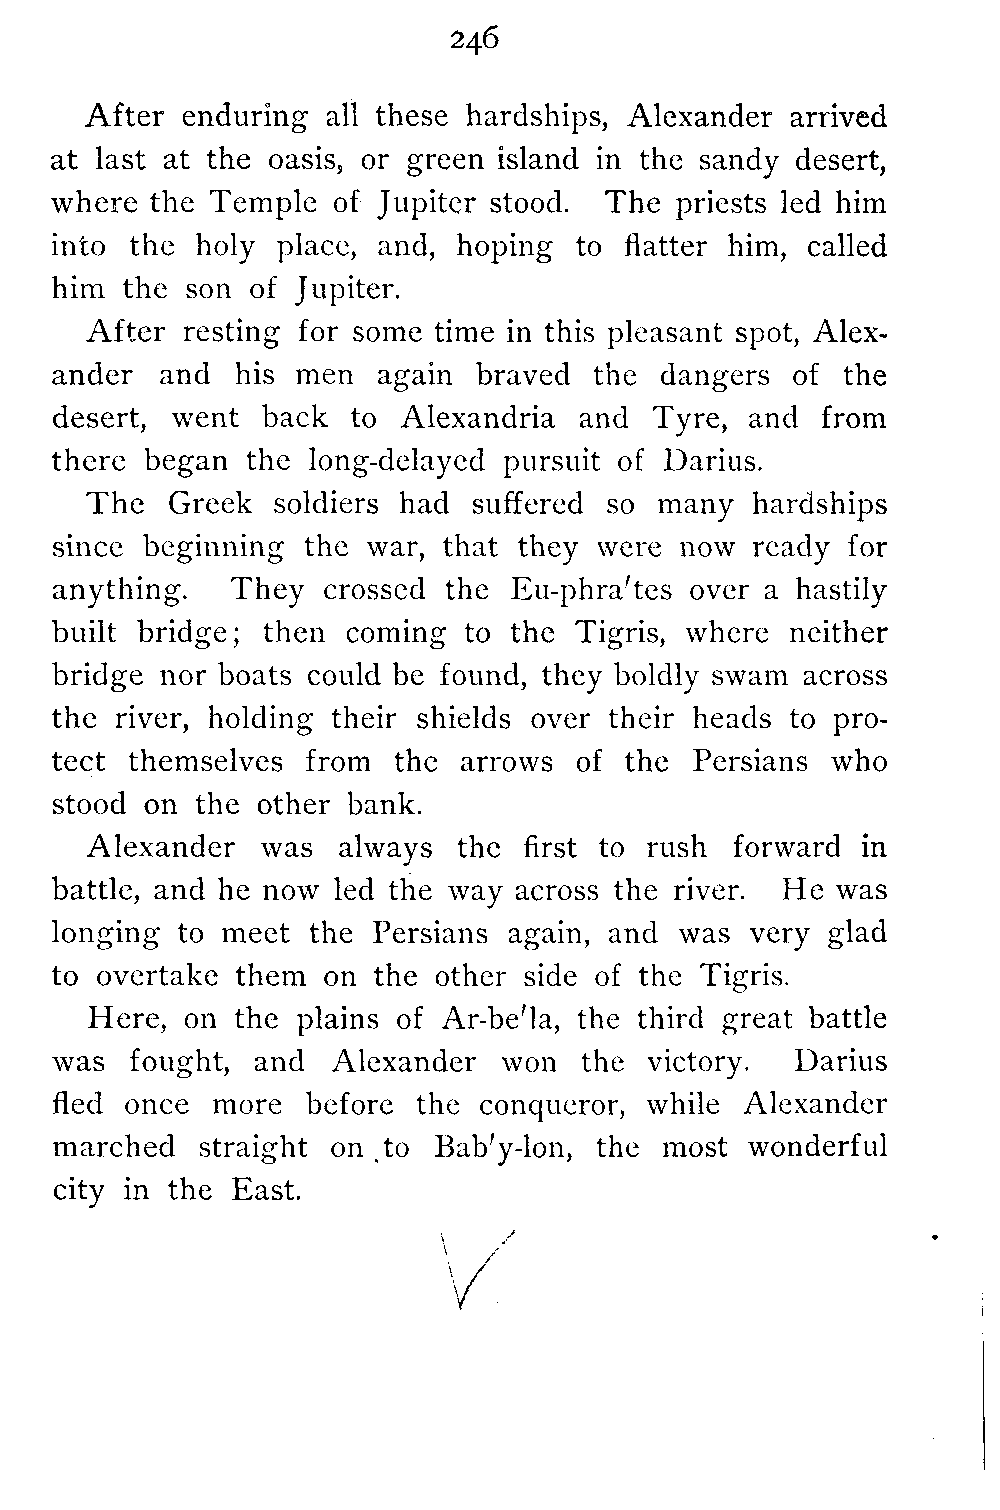 246
After enduring all these hardships, Alexander arrived
at last at the oasis, or green island in the sandy desert,
where the Temple of Jupiter stood. The priests led him
into the holy place, and, hoping to flatter him, called
him the son of Jupiter.
After resting for some time in this pleasant spot, Alex-
ander and his men again braved the dangers of the
desert, went back to Alexandria and Tyre, and from
there began the long-delayed pursuit of Darius.
The Greek soldiers had suffered so many hardships
since beginning the war, that they were now ready for
anything. They crossed the Eu-phra'tes over a hastily
built bridge; then coming to the Tigris, where neither
bridge nor boats could be found, they boldly swam across
the river, holding their shields over their heads to pro-
tect themselves from the arrows of the Persians who
stood on the other bank.
Alexander was always the first to rush forward in
battle, and he now led the way across the river. He was
longing to meet the Persians again, and was very glad
to overtake them on the other side of the Tigris.
Here, on the plains of Ar-be'la, the third great battle
was fought, and Alexander won the victory. Darius
fled once more before the conqueror, while Alexander
marched straight on to Bab'y-lon, the most wonderful
city in the East.